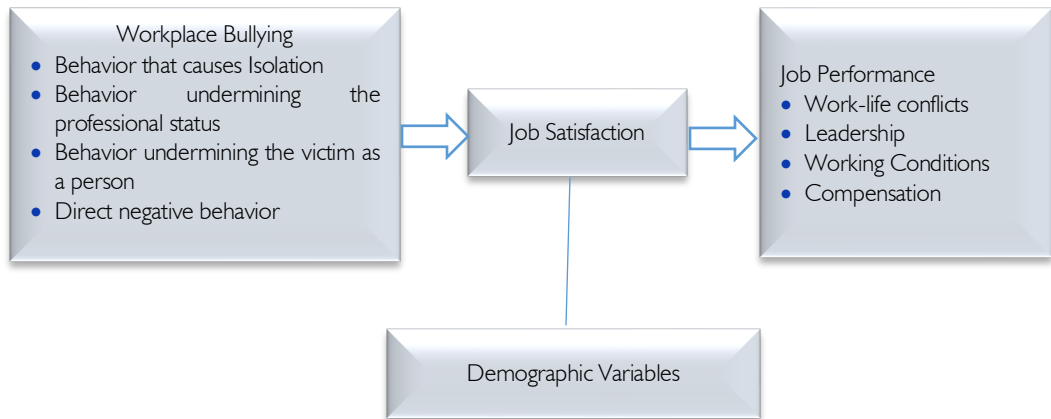 Workplace Bullying
• Behavior that causes Isolation
• Behavior undermining the
professional status
• Behavior undermining the victim as
a person
• Direct negative behavior
Job Satisfaction
Job Performance
• Work-life conflicts
• Leadership
• Working Conditions
• Compensation
Demographic Variables